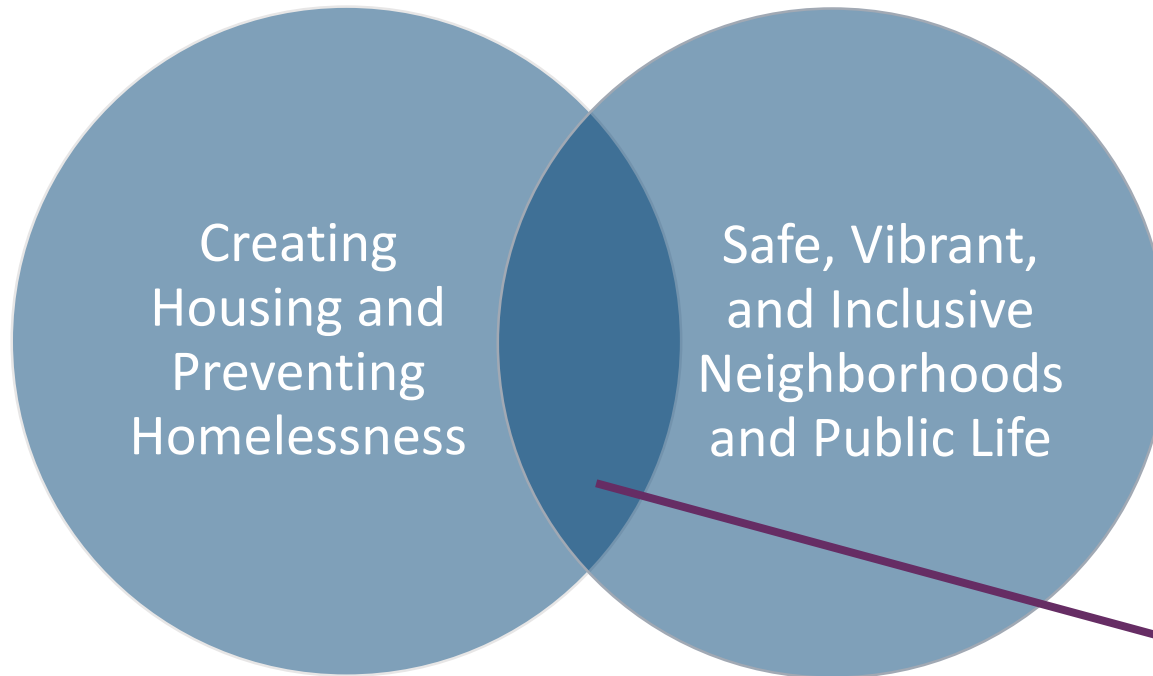 Creating
Housing and
Preventing
Homelessness
Safe, Vibrant,
and Inclusive
Neighborhoods
and Public Life